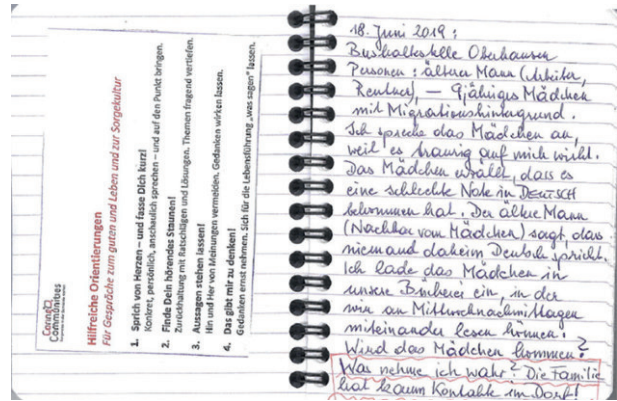 Connect
Communities
Hilfreiche Orientierungen
Für Gespräche zum guten und Leben und zur Sorgekultur
1. Sprich von Herzen – und fasse Dich kurz!
Konkret, persönlich, anschaulich sprechen – und auf den Punkt bringen.
2. Finde Dein hörendes Staunen!
Zurückhaltung mit Ratschlägen und Lösungen. Themen fragend vertiefen.
3. Aussagen stehen lassen!
Hin und Her von Meinungen vermeiden. Gedanken wirken lassen.
4. Das gibt mir zu denken!
Gedanken ernst nehmen. Sich für die Lebensführung „was sagen" lassen.
18. Juni 2019:
Bushaltestelle Oberhausen
Personen: älterer Mann
Rentner), – 9jähriges Mädchen
mit Migrationshintergrund.
Ich spreche das Mädchen an,
weil es traurig auf mich wirkt.
Das Mädchen erzählt, dass es
eine schlechte Note in DEUTSCH
bekommen hat. Der ältere Mann
(Nachbar vom Mädchen) sagt, dass
niemand daheim Deutsch spricht.
Ich lade das Mädchen in
unsere Bücherei ein, in der
wir an Mittwochnachmittagen
miteinander lesen können.
Wird das Mädchen kommen?
Was nehme ich wahr? Die Familie
hat kaum Kontakte im Dorf!